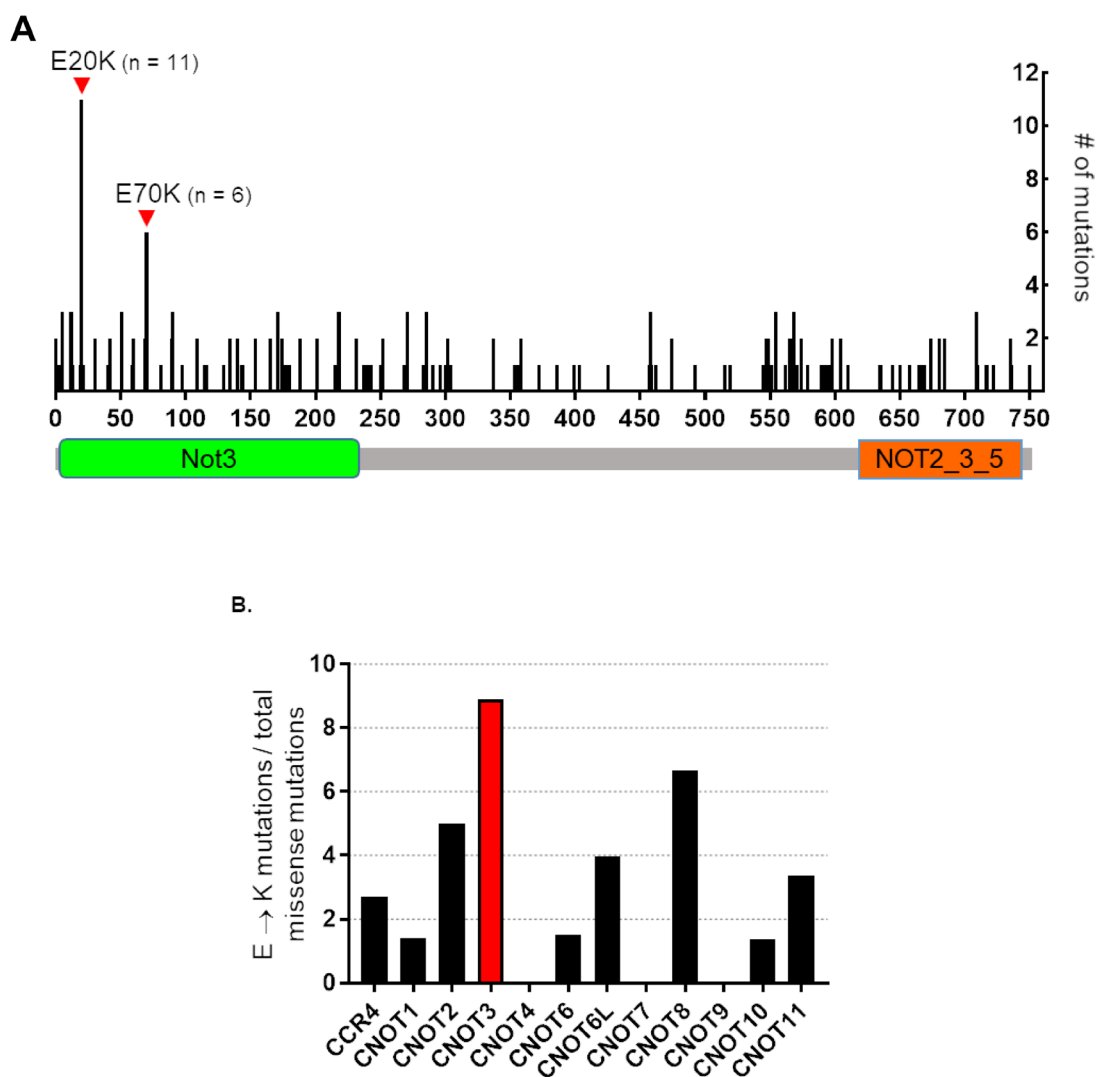 A
E20K (n = 11)
E70K (n = 6)
12
10
8
6
4
2
# of mutations
0 50 100 150 200 250 300 350 400 450 500 550 600 650 700 750
Not3
NOT2_3_5
B.
10
8
6
4
2
0
E → K mutations / total
missense mutations
CCR4
CNOT1
CNOT2
CNOT3
CNOT4
CNOT6
CNOT6L
CNOT7
CNOT8
CNOT9
CNOT10
CNOT11